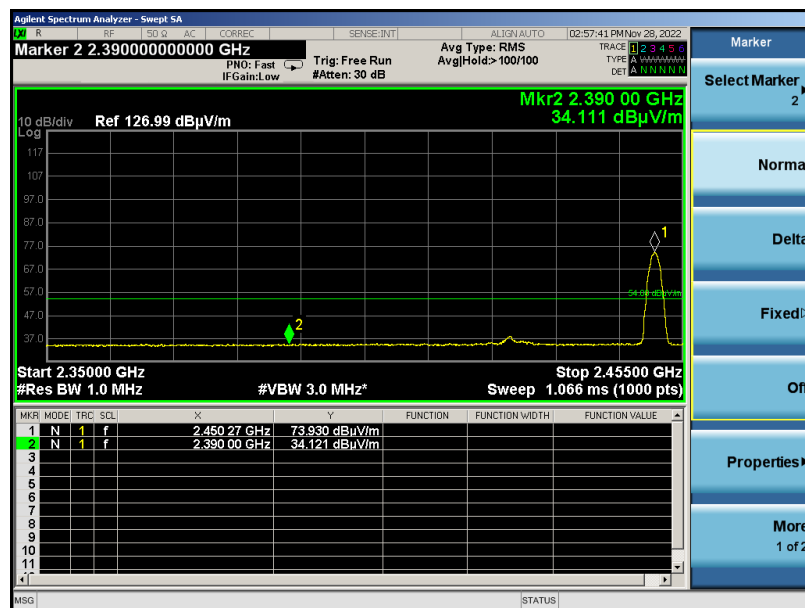 Agilent Spectrum Analyzer - Swept SA
LXI R RF 50 Ω AC CORREC SENSE:INT ALIGN AUTO 02:57:41 PM Nov 28, 2022
Marker 2 2.390000000000 GHz
PNO: Fast
IFGain:Low
Trig: Free Run
#Atten: 30 dB
Avg Type: RMS
Avg|Hold:>100/100
TRACE 1 2 3 4 5 6
TYPE A WWWWW
DET A N N N N N
Mkr2 2.390 00 GHz
34.111 dBµV/m
10 dB/div Ref 126.99 dBµV/m
Log
117
107
97.0
87.0
77.0
67.0
57.0
47.0
37.0
1
2
54.00 dBµV/m
Start 2.35000 GHz Stop 2.45500 GHz
#Res BW 1.0 MHz #VBW 3.0 MHz* Sweep 1.066 ms (1000 pts)
MKR MODE TRC SCL X Y FUNCTION FUNCTION WIDTH FUNCTION VALUE
1 N 1 f 2.450 27 GHz 73.930 dBµV/m
2 N 1 f 2.390 00 GHz 34.121 dBµV/m
3
4
5
6
7
8
9
10
11
MSG STATUS
Marker
Select Marker
2
Norma
Delta
Fixed
Off
Properties
More
1 of 2